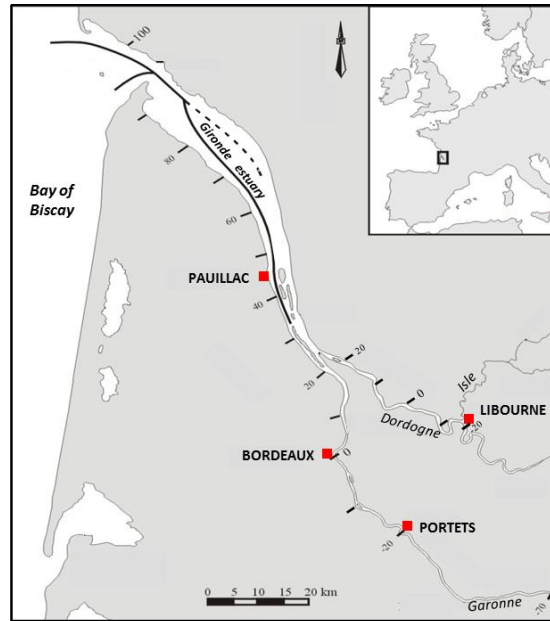 100
80
Gironde estuary
Bay of
Biscay
60
PAUILLAC
40
20
20
0
Isle
LIBOURNE
-20
Dordogne
BORDEAUX
0
PORTETS
-20
0 5 10 15 20 km
Garonne
-70